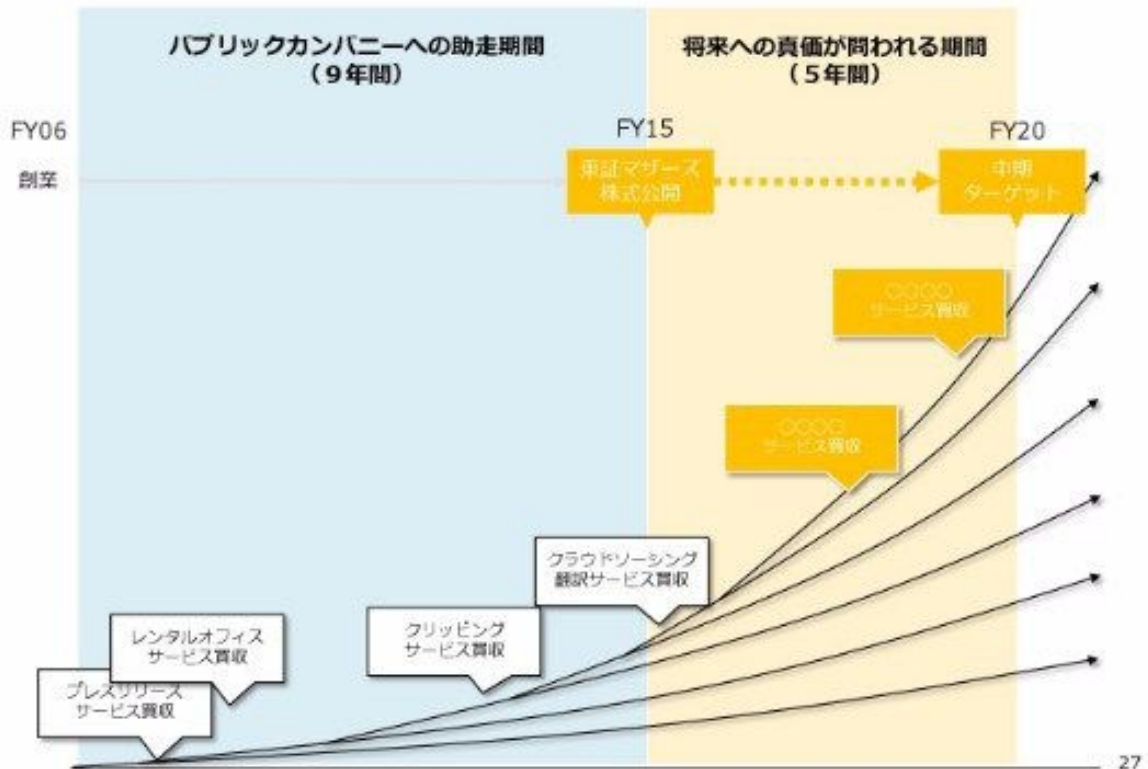 パブリックカンパニーへの助走期間
（９年間）
将来への真価が問われる期間
（５年間）
FY06
FY15
FY20
創業
東証マザーズ
株式公開
中期
ターゲット
○○○○
サービス買収
○○○○
サービス買収
クラウドソーシング
翻訳サービス買収
クリッピング
サービス買収
レンタルオフィス
サービス買収
プレスリリース
サービス買収
27